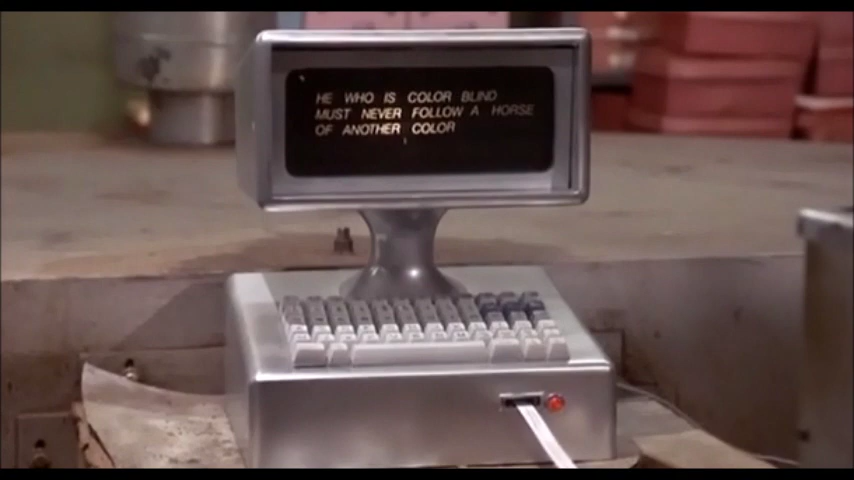 HE WHO IS COLOR BLIND
MUST NEVER FOLLOW A HORSE
OF ANOTHER COLOR